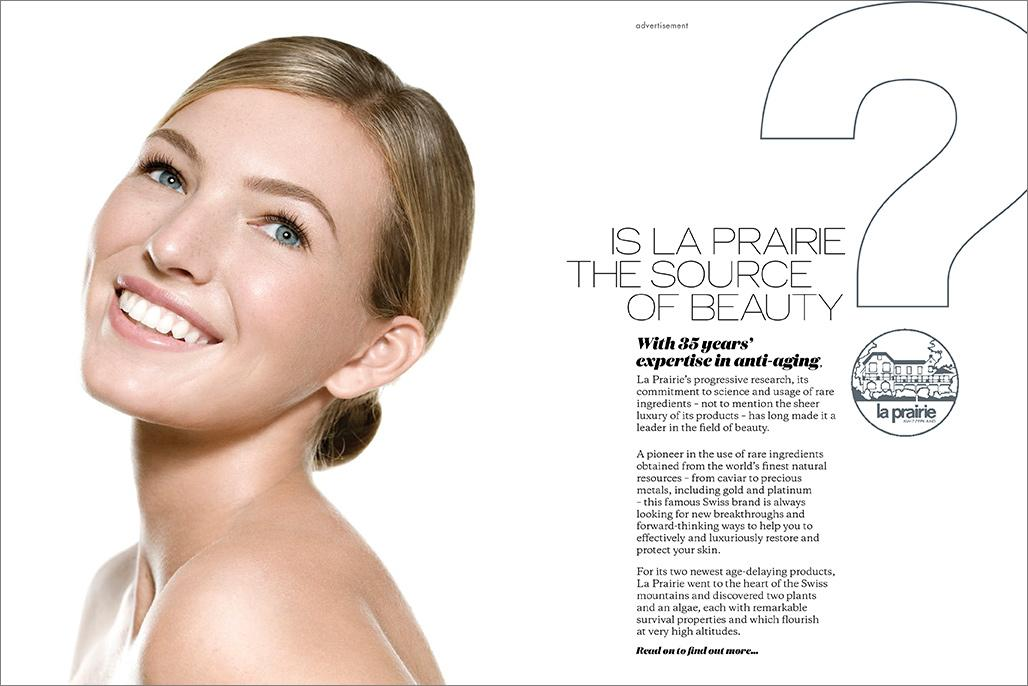 advertisement
?
IS LA PRAIRIE
THE SOURCE
OF BEAUTY
With 35 years'
expertise in anti-aging,
La Prairie's progressive research, its
commitment to science and usage of rare
ingredients – not to mention the sheer
luxury of its products – has long made it a
leader in the field of beauty.
la prairie
SWITZERLAND
A pioneer in the use of rare ingredients
obtained from the world's finest natural
resources – from caviar to precious
metals, including gold and platinum
– this famous Swiss brand is always
looking for new breakthroughs and
forward-thinking ways to help you to
effectively and luxuriously restore and
protect your skin.
For its two newest age-delaying products,
La Prairie went to the heart of the Swiss
mountains and discovered two plants
and an algae, each with remarkable
survival properties and which flourish
at very high altitudes.
Read on to find out more...